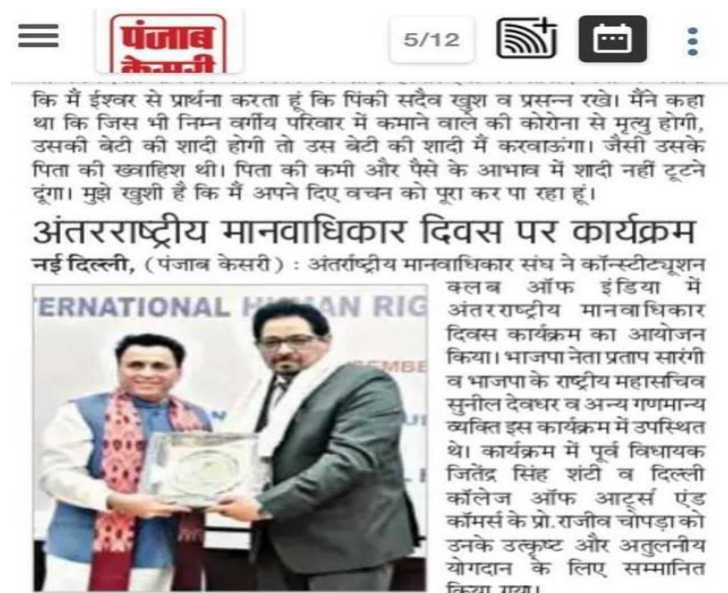 पंजाब
केसरी
5/12
कि मैं ईश्वर से प्रार्थना करता हूं कि पिंकी सदैव खुश व प्रसन्न रखे। मैंने कहा
था कि जिस भी निम्न वर्गीय परिवार में कमाने वाले की कोरोना से मृत्यु होगी,
उसकी बेटी की शादी होगी तो उस बेटी की शादी मैं करवाऊंगा। जैसी उसके
पिता की ख्वाहिश थी। पिता की कमी और पैसे के आभाव में शादी नहीं टूटने
दूंगा। मुझे खुशी है कि मैं अपने दिए वचन को पूरा कर पा रहा हूं।
अंतरराष्ट्रीय मानवाधिकार दिवस पर कार्यक्रम
नई दिल्ली, (पंजाब केसरी) : अंतर्राष्ट्रीय मानवाधिकार संघ ने कॉन्स्टीट्यूशन
क्लब ऑफ इंडिया में
अंतरराष्ट्रीय मानवाधिकार
दिवस कार्यक्रम का आयोजन
किया। भाजपा नेता प्रताप सारंगी
व भाजपा के राष्ट्रीय महासचिव
सुनील देवधर व अन्य गणमान्य
व्यक्ति इस कार्यक्रम में उपस्थित
थे। कार्यक्रम में पूर्व विधायक
जितेंद्र सिंह शंटी व दिल्ली
कॉलेज ऑफ आर्ट्स एंड
कॉमर्स के प्रो. राजीव चोपड़ा को
उनके उत्कृष्ट और अतुलनीय
योगदान के लिए सम्मानित
किया गया।
ERNATIONAL HUMAN RIG
EMBE